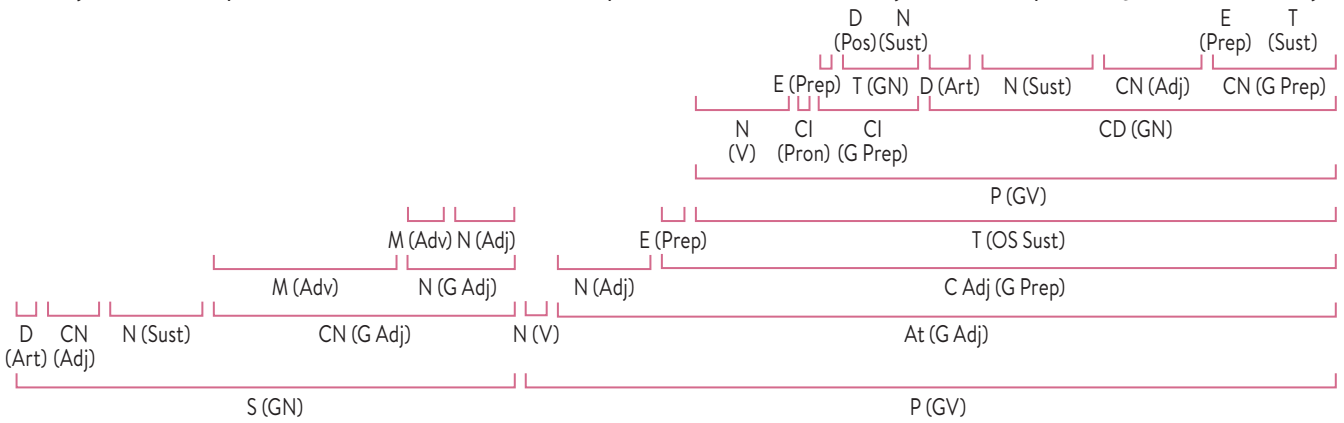 D N E T
(Pos) (Sust) (Prep) (Sust)
E (Prep) T (GN) D (Art) N (Sust) CN (Adj) CN (G Prep)
N CI CI CD (GN)
(V) (Pron) (G Prep)
P (GV)
M (Adv) N (Adj) E (Prep) T (OS Sust)
M (Adv) N (G Adj) N (Adj) C Adj (G Prep)
D CN N (Sust) CN (G Adj) N (V) At (G Adj)
(Art) (Adj)
S (GN) P (GV)